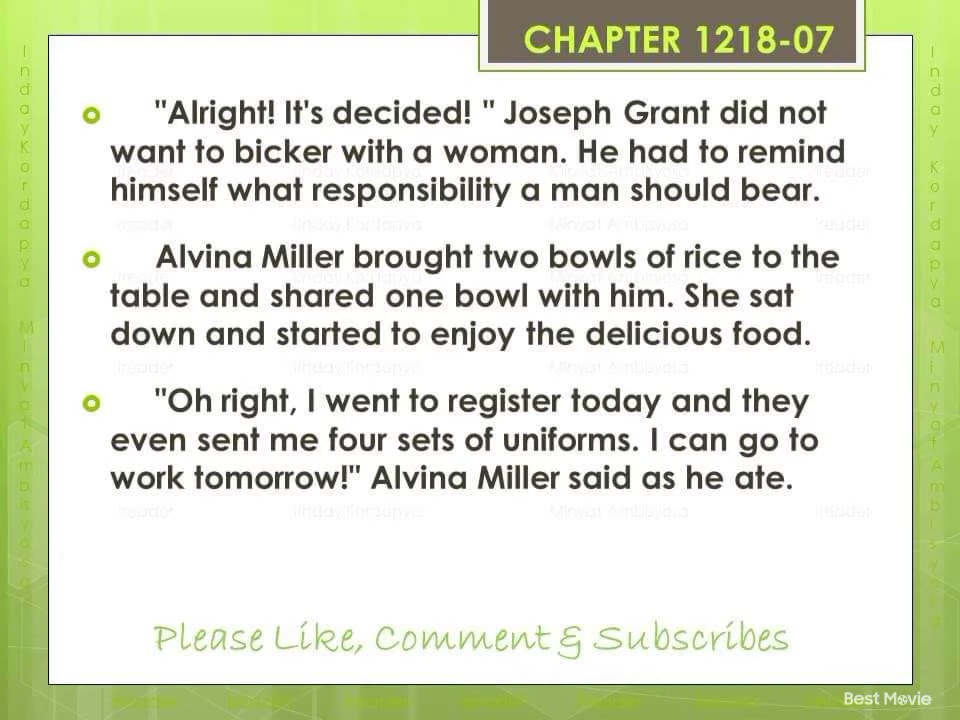 CHAPTER 1218-07
"Alright! It's decided! " Joseph Grant did not
want to bicker with a woman. He had to remind
himself what responsibility a man should bear.
Alvina Miller brought two bowls of rice to the
table and shared one bowl with him. She sat
down and started to enjoy the delicious food.
"Oh right, I went to register today and they
even sent me four sets of uniforms. I can go to
work tomorrow!" Alvina Miller said as he ate.
Please Like, Comment & Subscribes
Best Movie